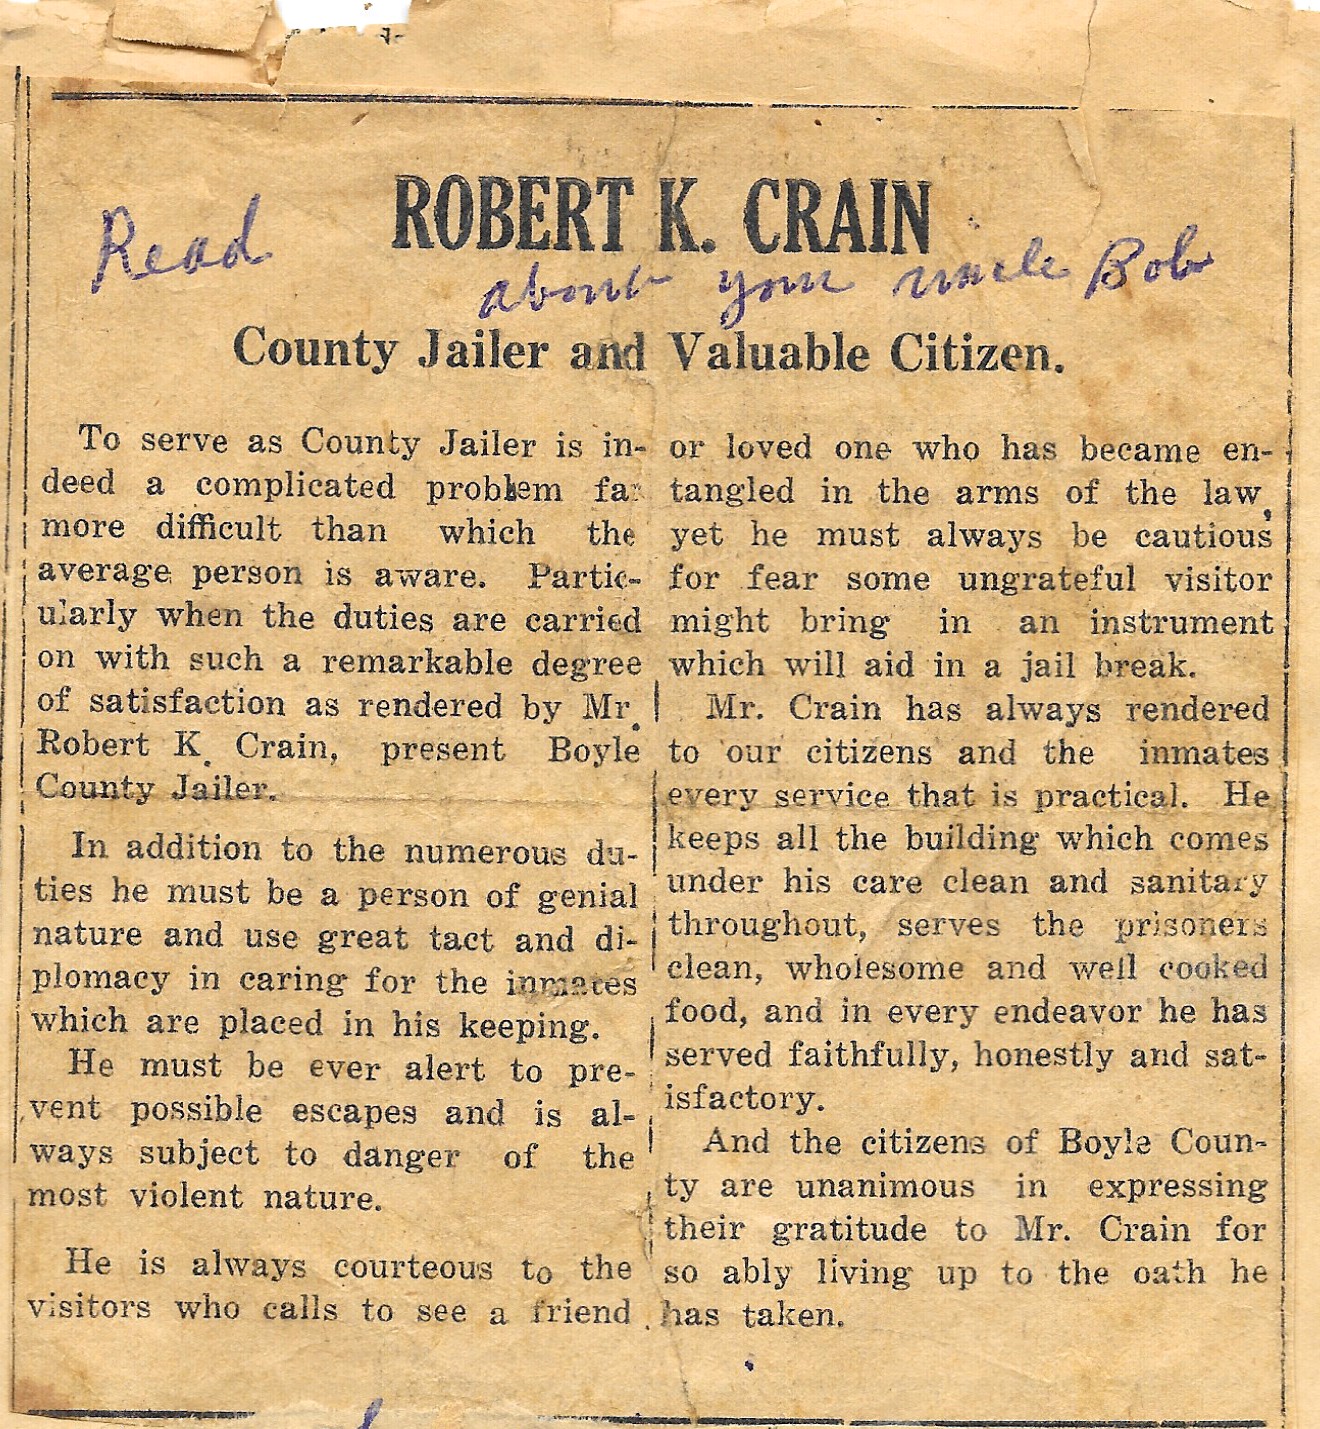 ROBERT K. CRAIN
Read about your uncle Bob
County Jailer and Valuable Citizen.
To serve as County Jailer is in-
deed a complicated problem far
more difficult than which the
average person is aware. Partic-
ularly when the duties are carried
on with such a remarkable degree
of satisfaction as rendered by Mr.
Robert K. Crain, present Boyle
County Jailer.
In addition to the numerous du-
ties he must be a person of genial
nature and use great tact and di-
plomacy in caring for the inmates
which are placed in his keeping.
He must be ever alert to pre-
vent possible escapes and is al-
ways subject to danger of the
most violent nature.
He is always courteous to the
visitors who calls to see a friend
or loved one who has became en-
tangled in the arms of the law,
yet he must always be cautious
for fear some ungrateful visitor
might bring in an instrument
which will aid in a jail break.
Mr. Crain has always rendered
to our citizens and the inmates
every service that is practical. He
keeps all the building which comes
under his care clean and sanitary
throughout, serves the prisoners
clean, wholesome and well cooked
food, and in every endeavor he has
served faithfully, honestly and sat-
isfactory.
And the citizens of Boyle Coun-
ty are unanimous in expressing
their gratitude to Mr. Crain for
so ably living up to the oath he
has taken.